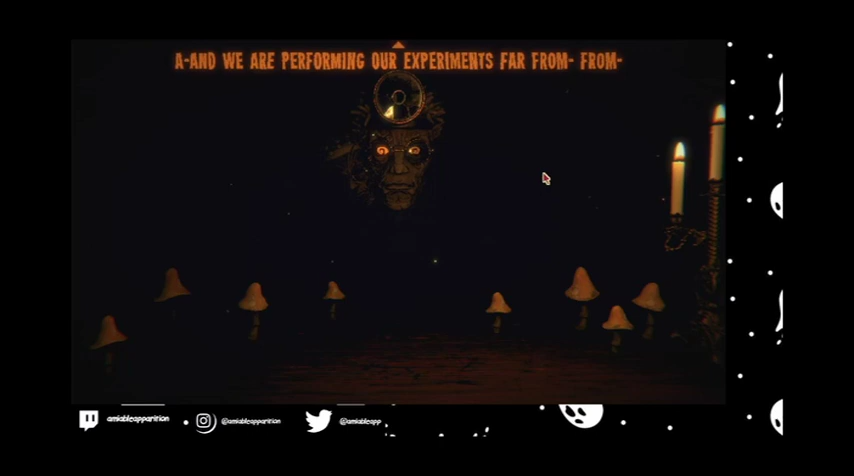 A-AND WE ARE PERFORMING OUR EXPERIMENTS FAR FROM- FROM-
amiableapparition
@amiableapparition
@amiableapp